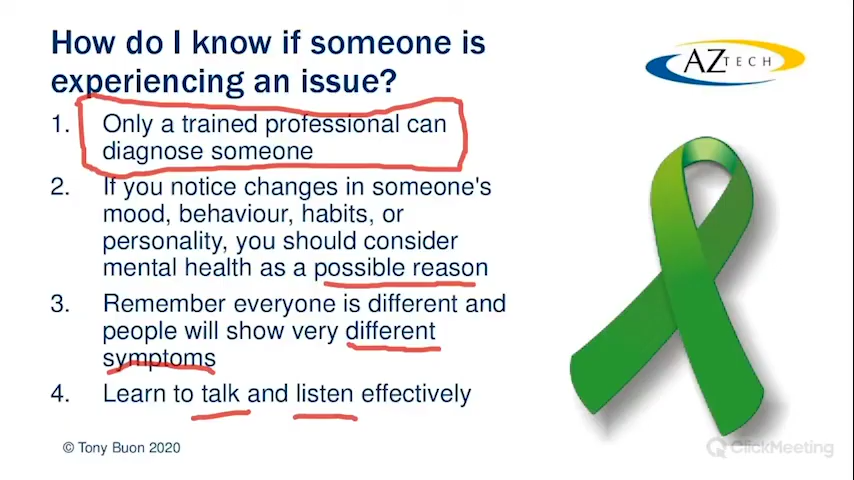 How do I know if someone is
experiencing an issue?
AZTECH
1. Only a trained professional can
diagnose someone
2. If you notice changes in someone's
mood, behaviour, habits, or
personality, you should consider
mental health as a possible reason
3. Remember everyone is different and
people will show very different
symptoms
4. Learn to talk and listen effectively
© Tony Buon 2020
ClickMeeting